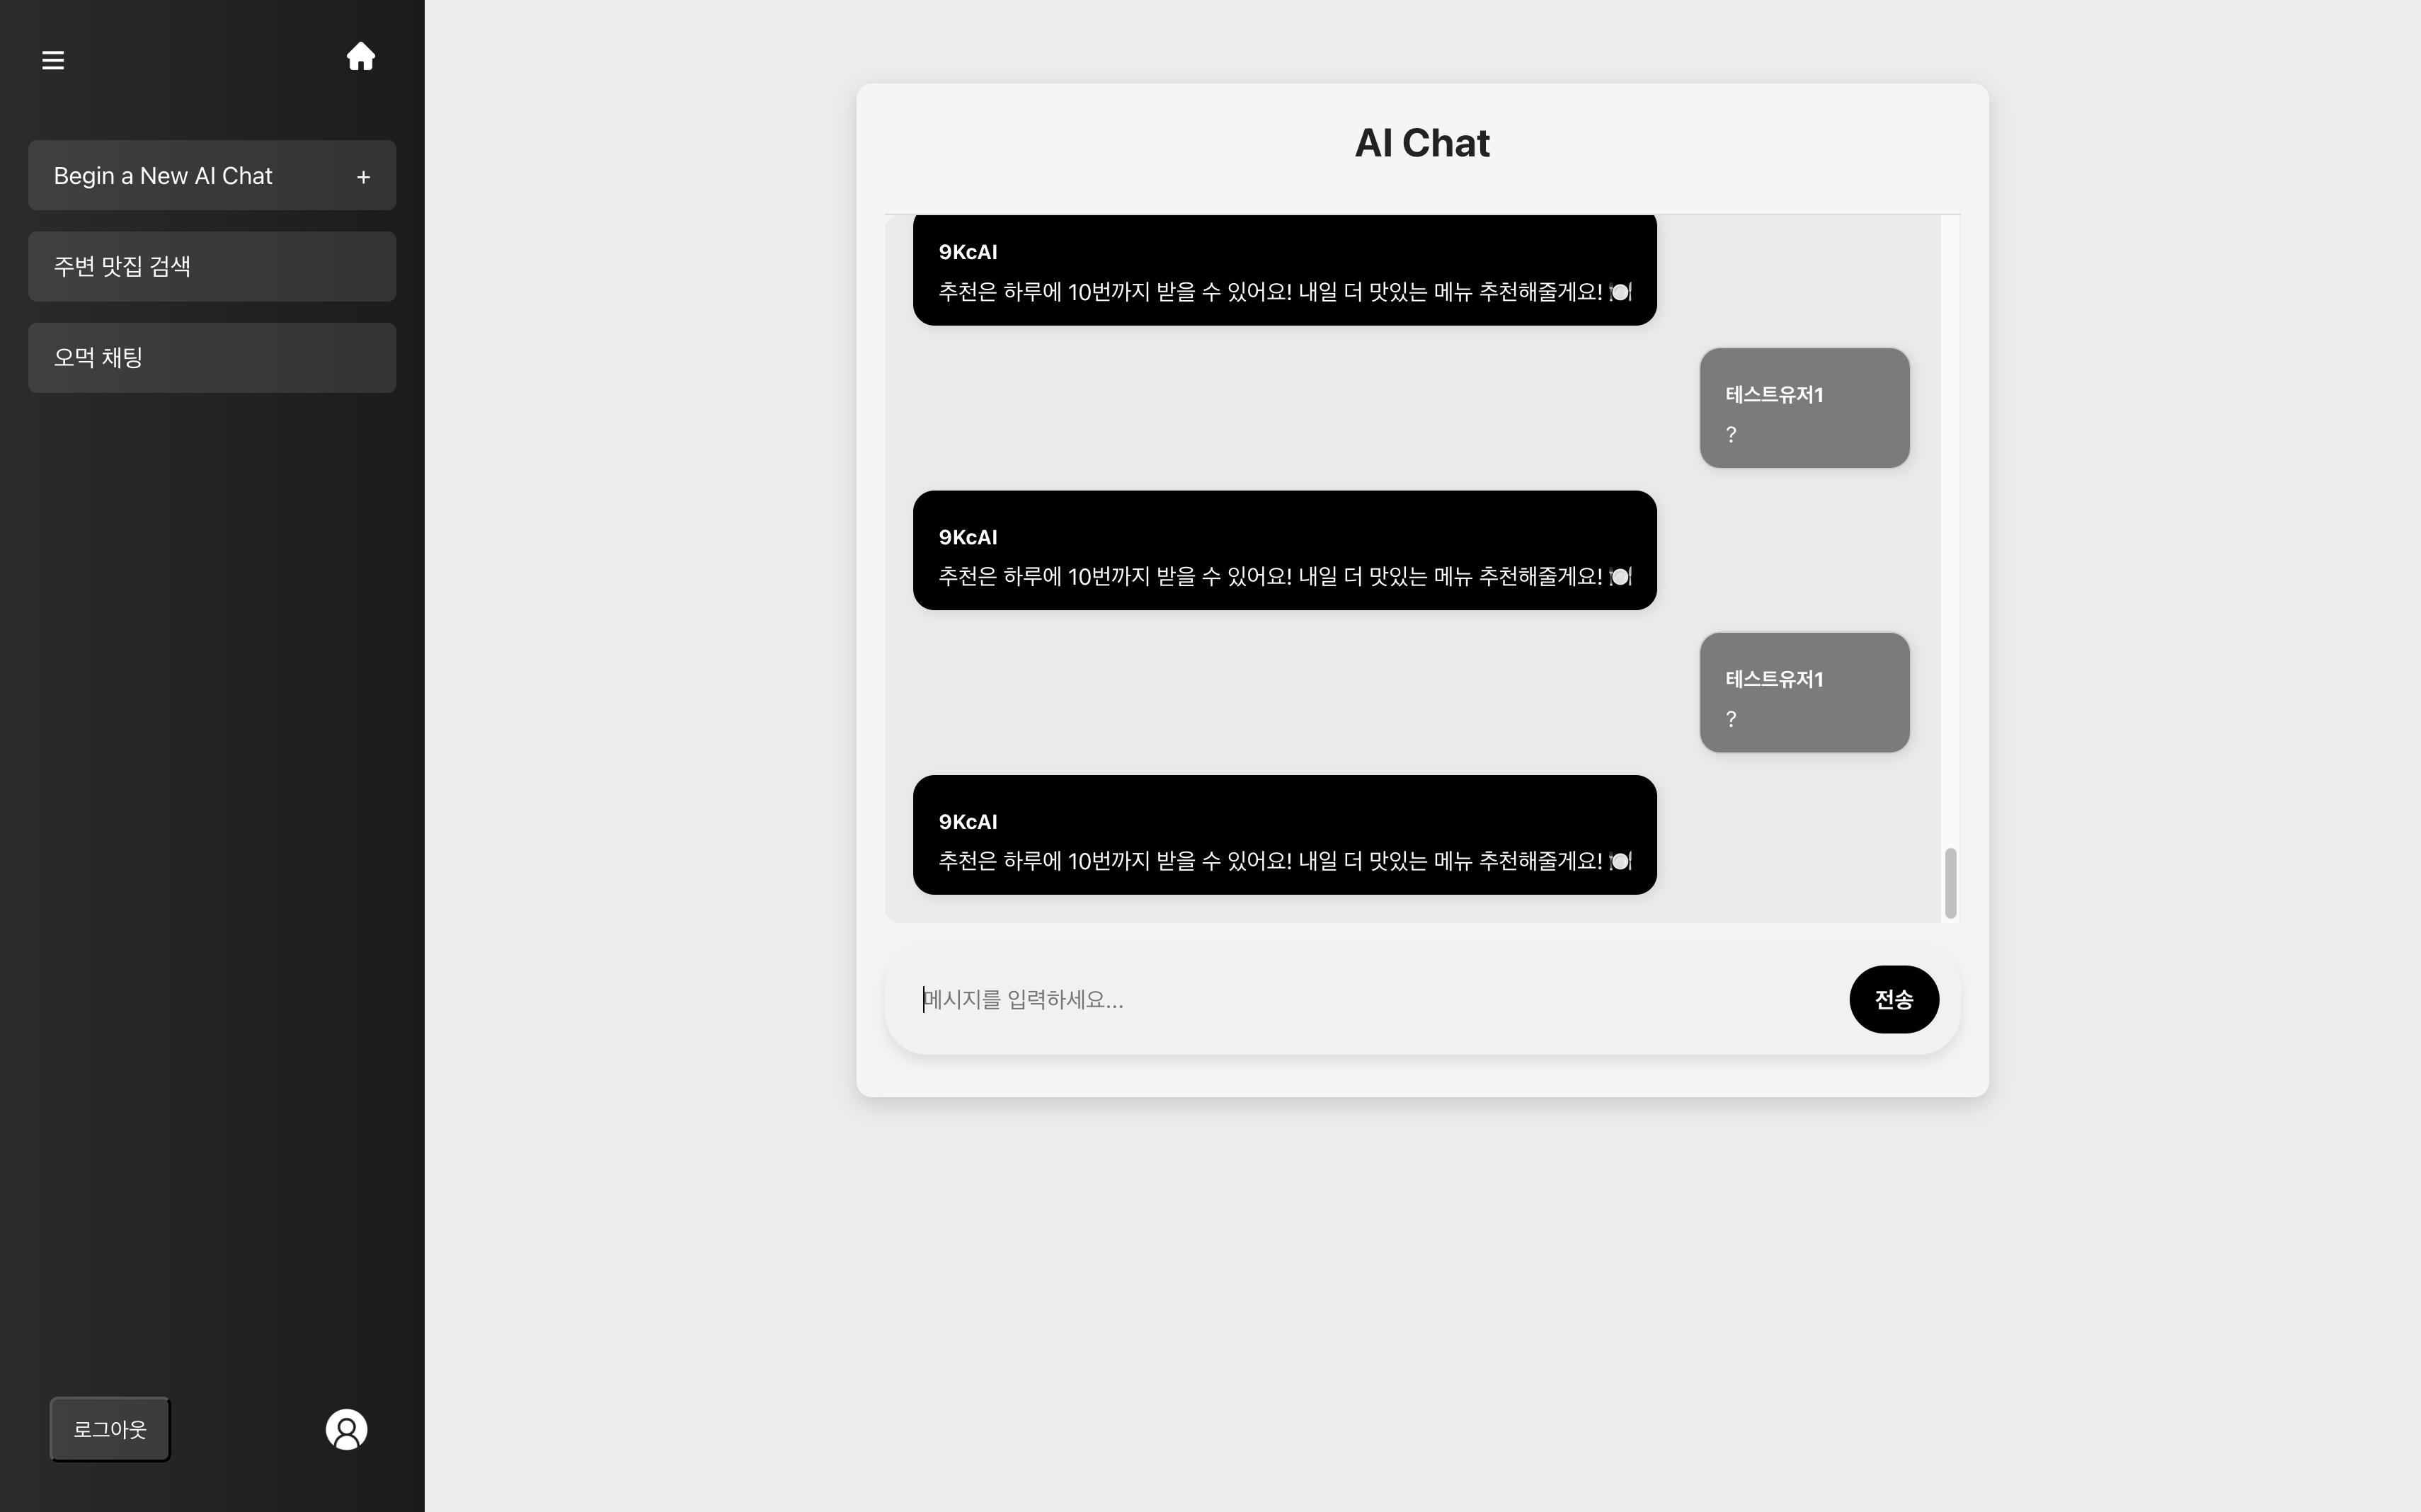 Begin a New AI Chat +
주변 맛집 검색
오먹 채팅
로그아웃
AI Chat
9KcAI
추천은 하루에 10번까지 받을 수 있어요! 내일 더 맛있는 메뉴 추천해줄게요! 🍽️
테스트유저1
?
9KcAI
추천은 하루에 10번까지 받을 수 있어요! 내일 더 맛있는 메뉴 추천해줄게요! 🍽️
테스트유저1
?
9KcAI
추천은 하루에 10번까지 받을 수 있어요! 내일 더 맛있는 메뉴 추천해줄게요! 🍽️
메시지를 입력하세요...
전송